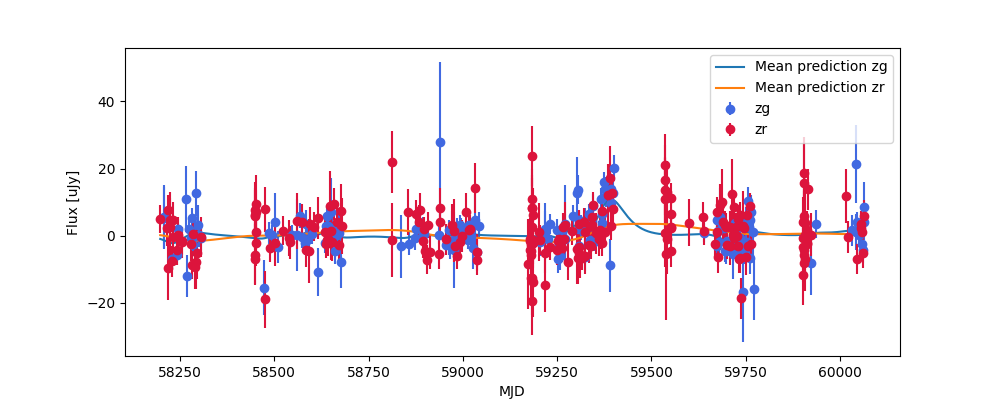 Mean prediction zg
Mean prediction zr
zg
zr
Flux [uJy]
40
20
0
−20
58250 58500 58750 59000 59250 59500 59750 60000
MJD